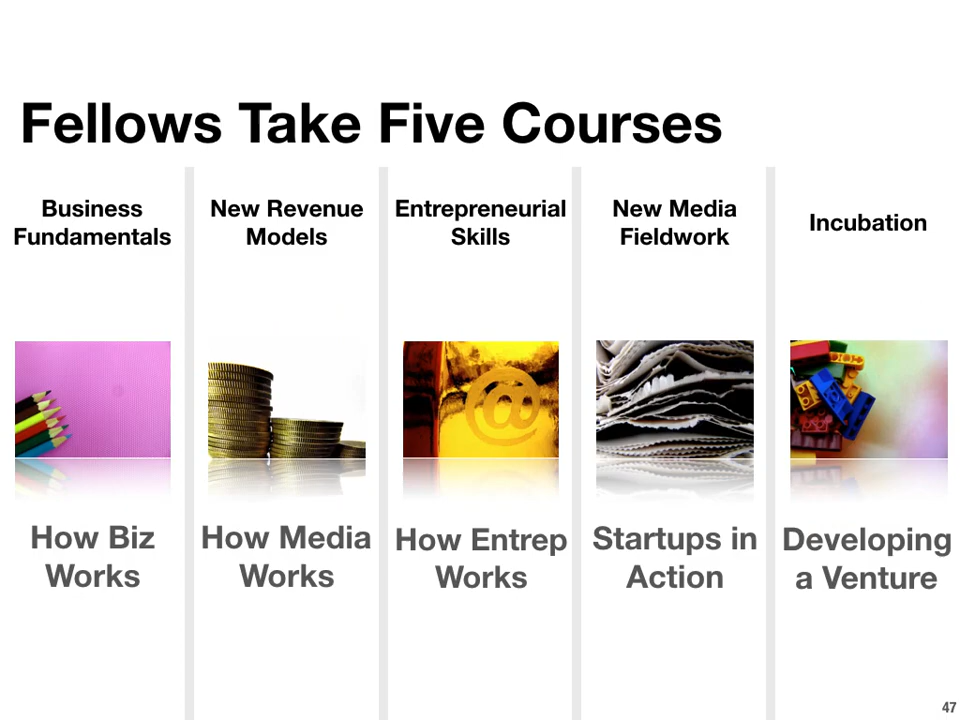 Fellows Take Five Courses
Business
Fundamentals
New Revenue
Models
Entrepreneurial
Skills
New Media
Fieldwork
Incubation
@
How Biz
Works
How Media
Works
How Entrep
Works
Startups in
Action
Developing
a Venture
47